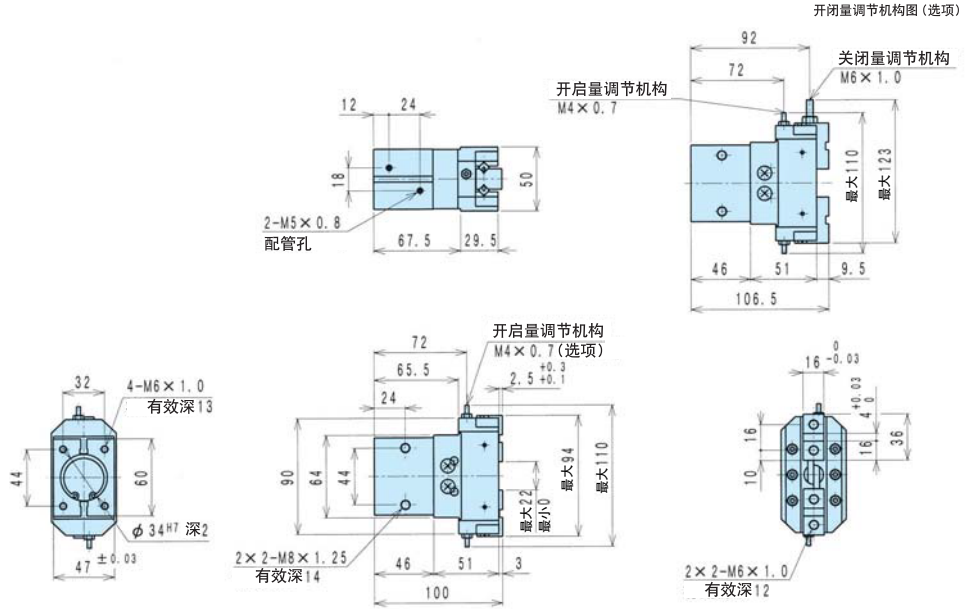 开闭量调节机构图(选项)
92
关闭量调节机构
M6×1.0
72
开启量调节机构
M4×0.7
最大110
最大123
46
51
9.5
106.5
12
24
18
50
2-M5×0.8
配管孔
67.5
29.5
32
4-M6×1.0
有效深13
44
60
φ34H7 深2
47 ±0.03
72
开启量调节机构
M4×0.7(选项)
65.5
2.5 +0.3 +0.1
24
90
64
44
最大22
最小0
最大94
最大110
2×2-M8×1.25
有效深14
46
51
3
100
16 0 -0.03
4 +0.03 0
16
10
16
36
2×2-M6×1.0
有效深12